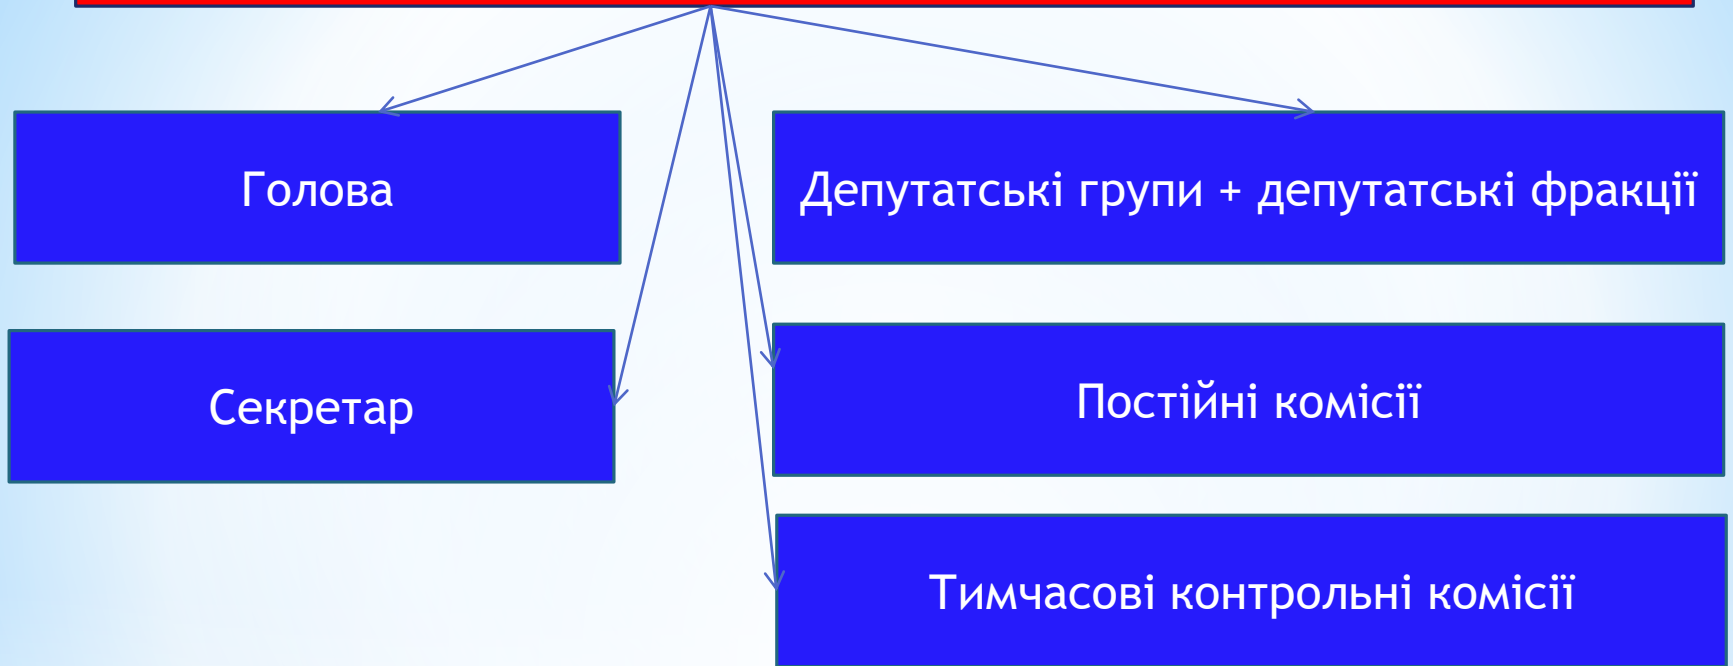 Голова
Депутатські групи + депутатські фракції
Секретар
Постійні комісії
Тимчасові контрольні комісії